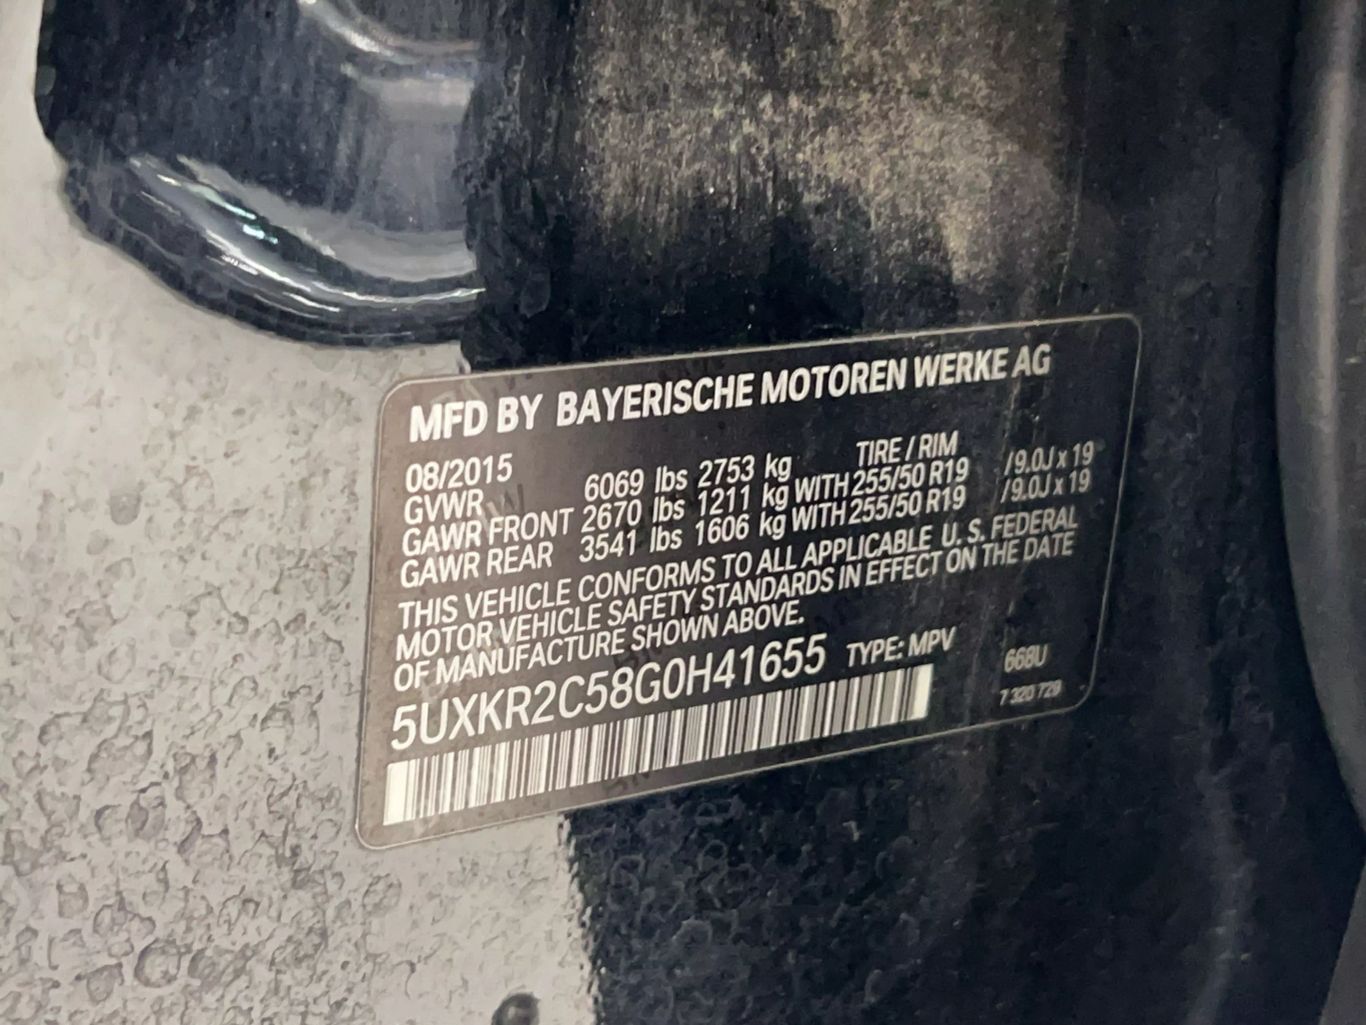 MFD BY BAYERISCHE MOTOREN WERKE AG
08/2015 TIRE / RIM
GVWR 6069 lbs 2753 kg
GAWR FRONT 2670 lbs 1211 kg WITH 255/50 R19 /9.0J x 19
GAWR REAR 3541 lbs 1606 kg WITH 255/50 R19 /9.0J x 19
THIS VEHICLE CONFORMS TO ALL APPLICABLE U. S. FEDERAL
MOTOR VEHICLE SAFETY STANDARDS IN EFFECT ON THE DATE
OF MANUFACTURE SHOWN ABOVE.
5UXKR2C58G0H41655 TYPE: MPV 668U
7 320 729